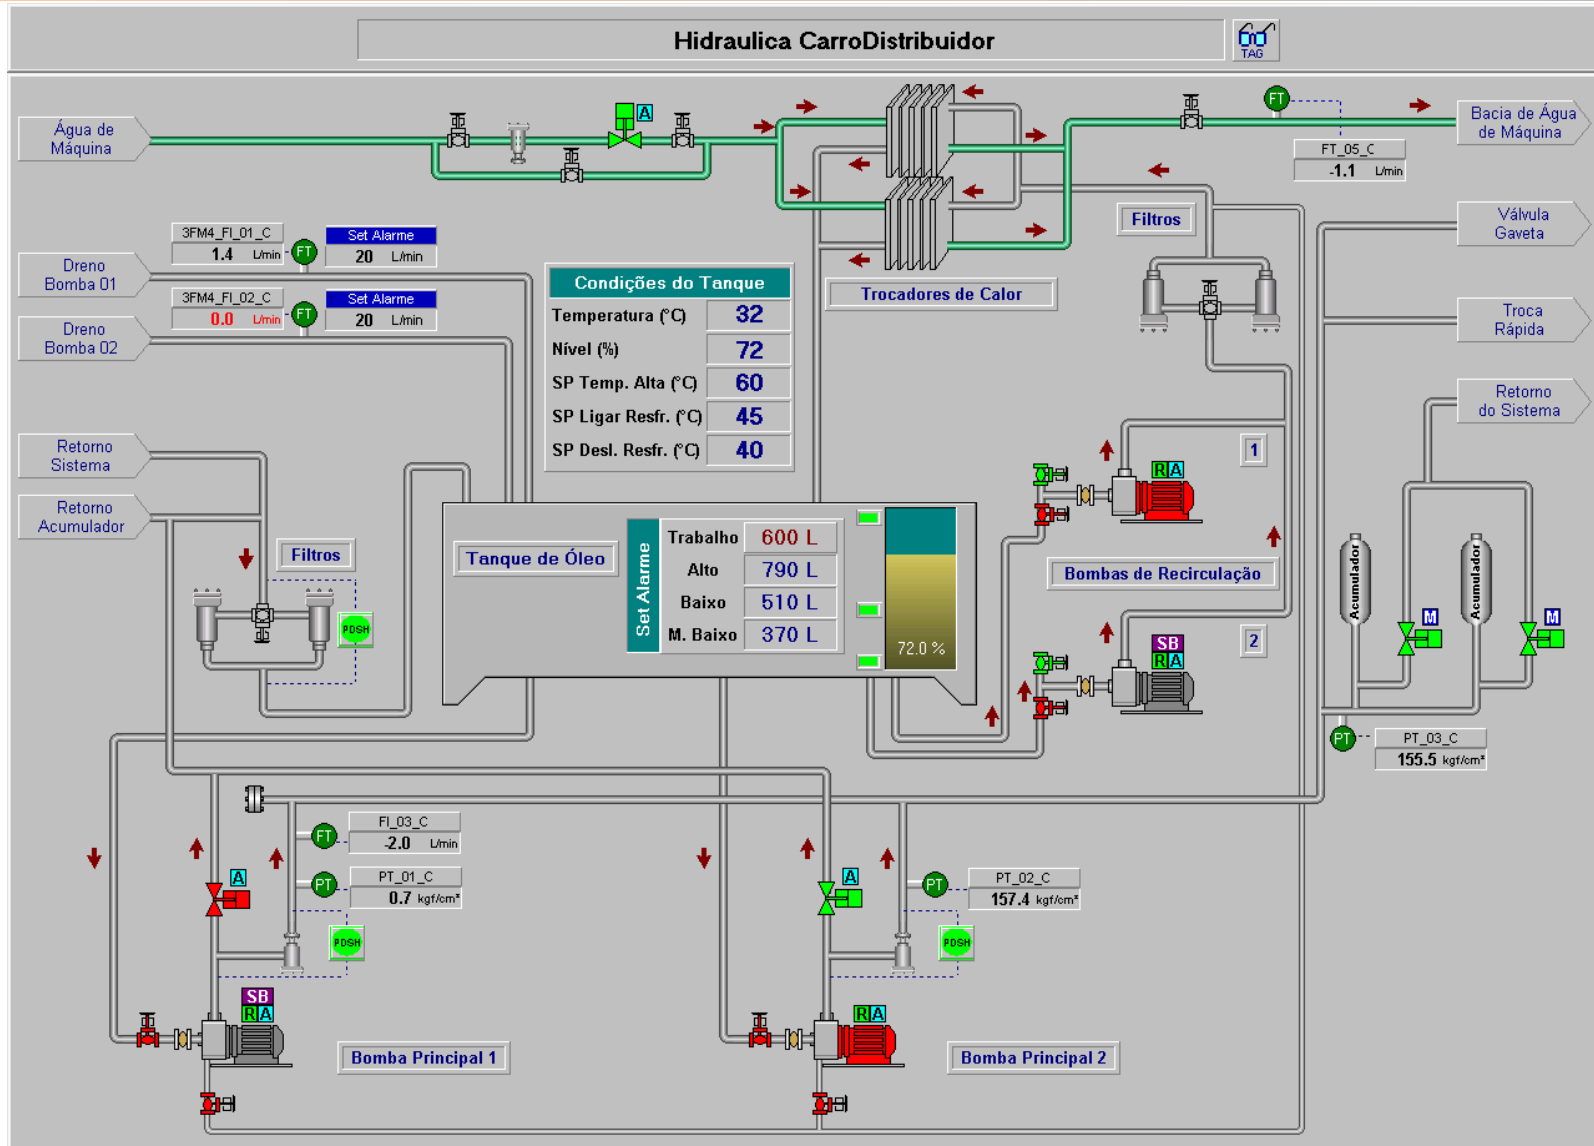 Hidraulica CarroDistribuidor
TAG
Água de
Máquina
A
FT
Bacia de Água
de Máquina
FT_05_C
-1.1 L/min
3FM4_FI_01_C
1.4 L/min
FT
Set Alarme
20 L/min
Dreno
Bomba 01
3FM4_FI_02_C
0.0 L/min
FT
Set Alarme
20 L/min
Dreno
Bomba 02
Condições do Tanque
Temperatura (°C) 32
Nível (%) 72
SP Temp. Alta (°C) 60
SP Ligar Resfr. (°C) 45
SP Desl. Resfr. (°C) 40
Trocadores de Calor
Filtros
Válvula
Gaveta
Troca
Rápida
Retorno
do Sistema
Retorno
Sistema
Retorno
Acumulador
Filtros
PDSH
Tanque de Óleo
Set Alarme
Trabalho 600 L
Alto 790 L
Baixo 510 L
M. Baixo 370 L
72.0 %
1
R A
Bombas de Recirculação
2
SB
R A
Acumulador
Acumulador
M
M
PT
PT_03_C
155.5 kgf/cm²
FT
FI_03_C
-2.0 L/min
PT
PT_01_C
0.7 kgf/cm²
A
PDSH
A
PT
PT_02_C
157.4 kgf/cm²
PDSH
SB
R A
Bomba Principal 1
R A
Bomba Principal 2